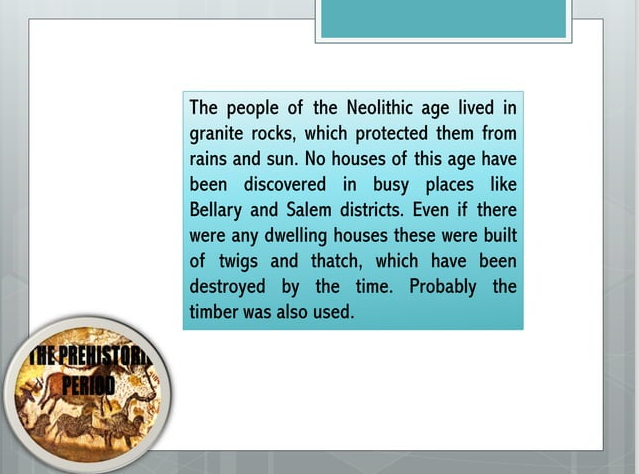 The people of the Neolithic age lived in
granite rocks, which protected them from
rains and sun. No houses of this age have
been discovered in busy places like
Bellary and Salem districts. Even if there
were any dwelling houses these were built
of twigs and thatch, which have been
destroyed by the time. Probably the
timber was also used.
THE PREHISTORI
PERIOD